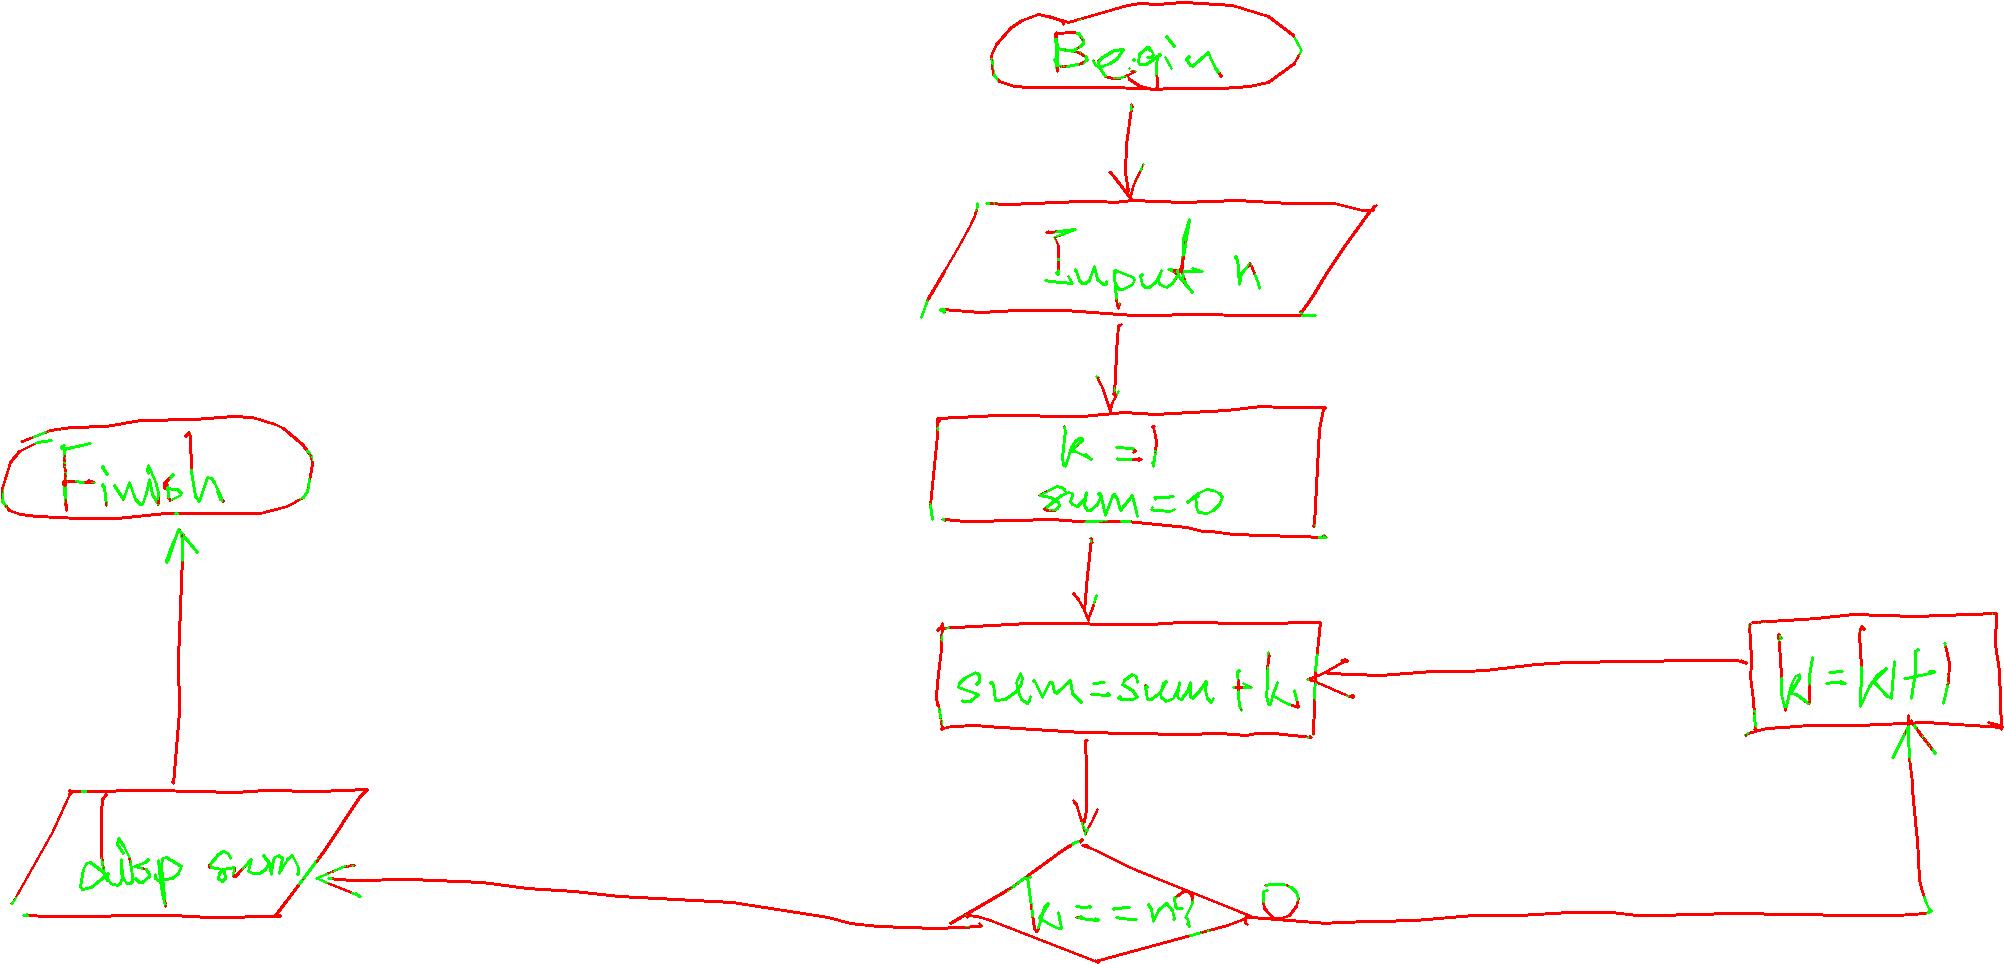 Begin
Input n
k = 1
sum = 0
sum = sum + k
k = k + 1
k == n?
0
disp sum
Finish